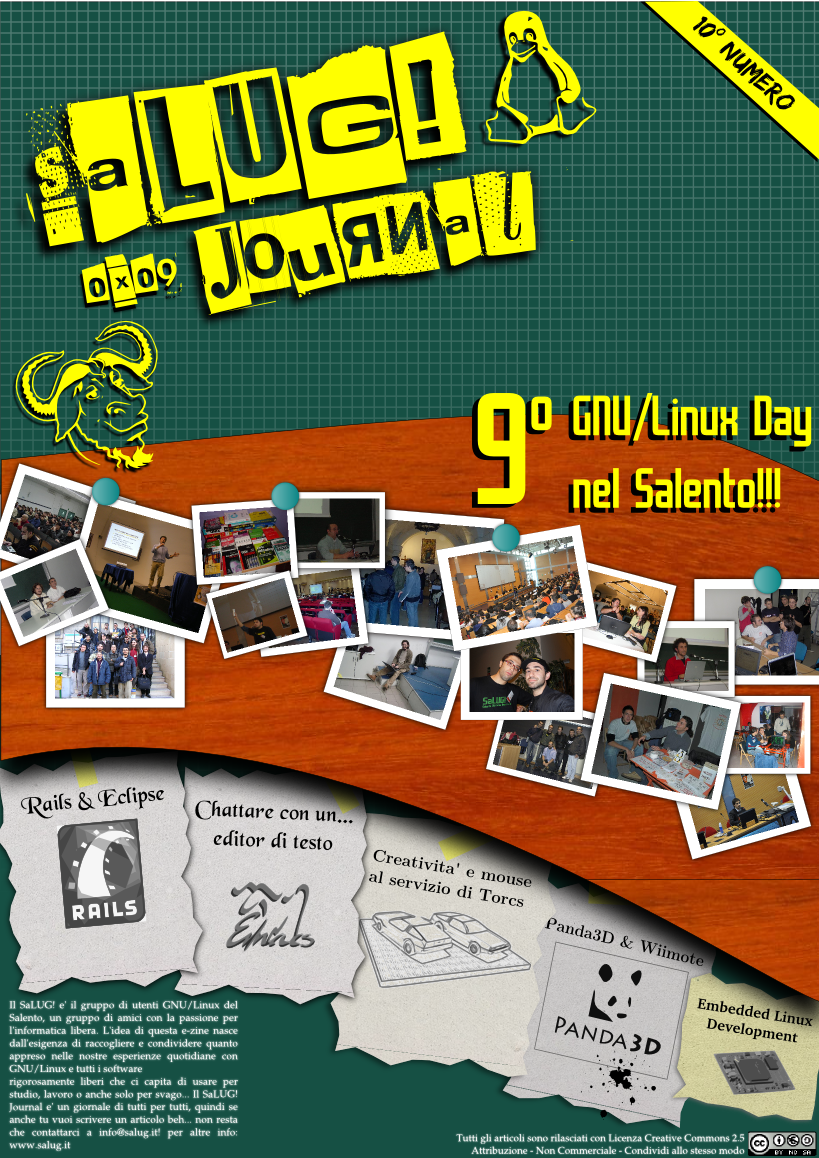 10° NUMERO
SaLUG!
JOURNal
0x09
9° GNU/Linux Day
nel Salento!!!
Rails & Eclipse
RAILS
Chattare con un...
editor di testo
Emacs
Creativita' e mouse
al servizio di Torcs
Panda3D & Wiimote
PANDA3D
Embedded Linux
Development
Il SaLUG! e' il gruppo di utenti GNU/Linux del
Salento, un gruppo di amici con la passione per
l'informatica libera. L'idea di questa e-zine nasce
dall'esigenza di raccogliere e condividere quanto
appreso nelle nostre esperienze quotidiane con
GNU/Linux e tutti i software
rigorosamente liberi che ci capita di usare per
studio, lavoro o anche solo per svago... Il SaLUG!
Journal e' un giornale di tutti per tutti, quindi se
anche tu vuoi scrivere un articolo beh... non resta
che contattarci a info@salug.it! per altre info:
www.salug.it
Tutti gli articoli sono rilasciati con Licenza Creative Commons 2.5
Attribuzione - Non Commerciale - Condividi allo stesso modo
BY NC SA